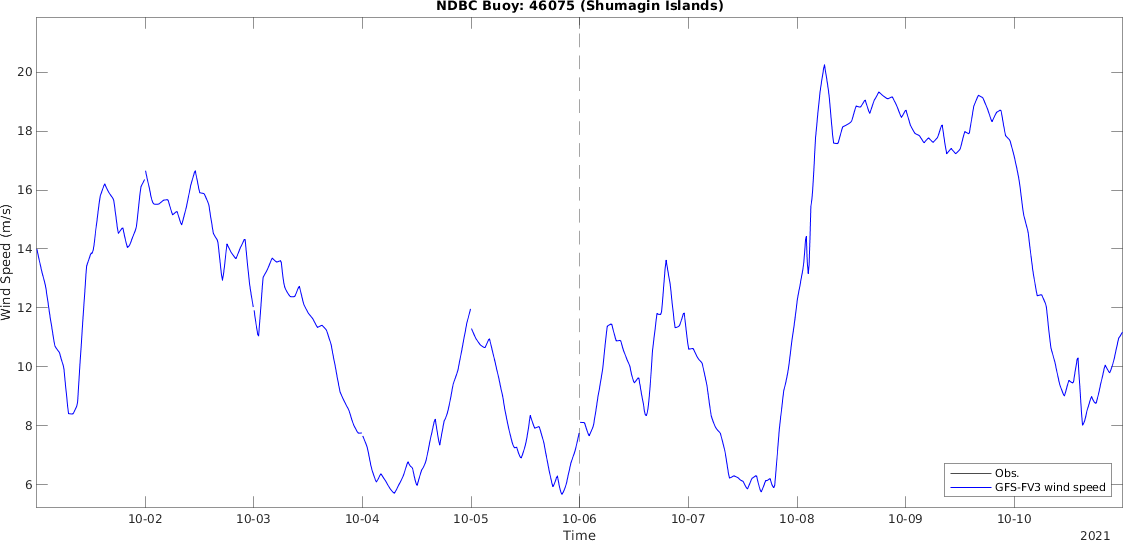 NDBC Buoy: 46075 (Shumagin Islands)
20
18
16
14
12
10
8
6
Wind Speed (m/s)
Obs.
GFS-FV3 wind speed
10-02 10-03 10-04 10-05 10-06 10-07 10-08 10-09 10-10
Time
2021